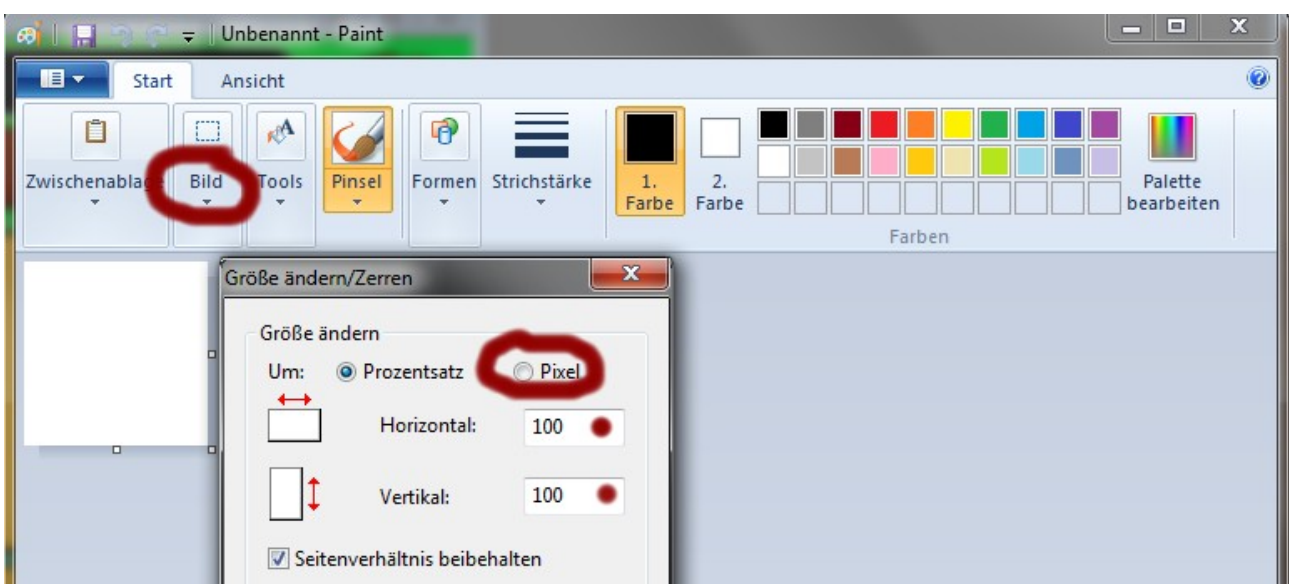 Unbenannt - Paint
Start Ansicht
Zwischenablage Bild Tools Pinsel Formen Strichstärke 1. Farbe 2. Farbe Palette bearbeiten
Farben
Größe ändern/Zerren
Größe ändern
Um: Prozentsatz Pixel
Horizontal: 100
Vertikal: 100
Seitenverhältnis beibehalten